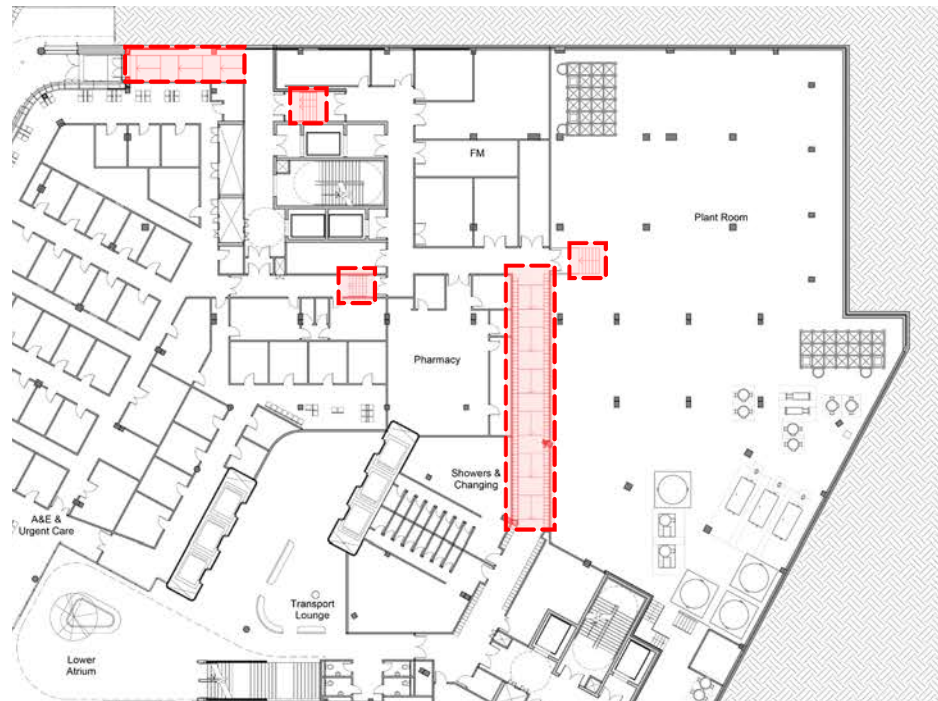 FM
Plant Room
Pharmacy
Showers &
Changing
A&E &
Urgent Care
Transport
Lounge
Lower
Atrium